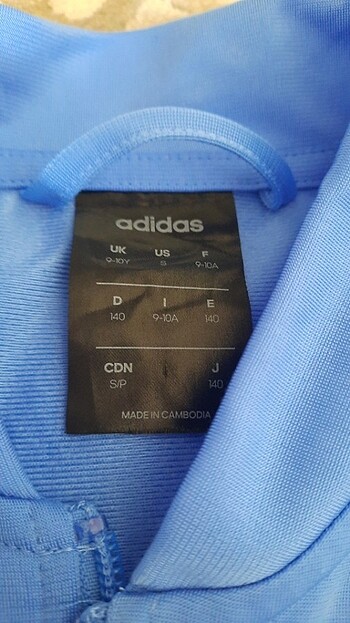 adidas
UK US F
9-10Y S 9-10A
D I E
140 9-10A 140
CDN J
S/P 140
MADE IN CAMBODIA